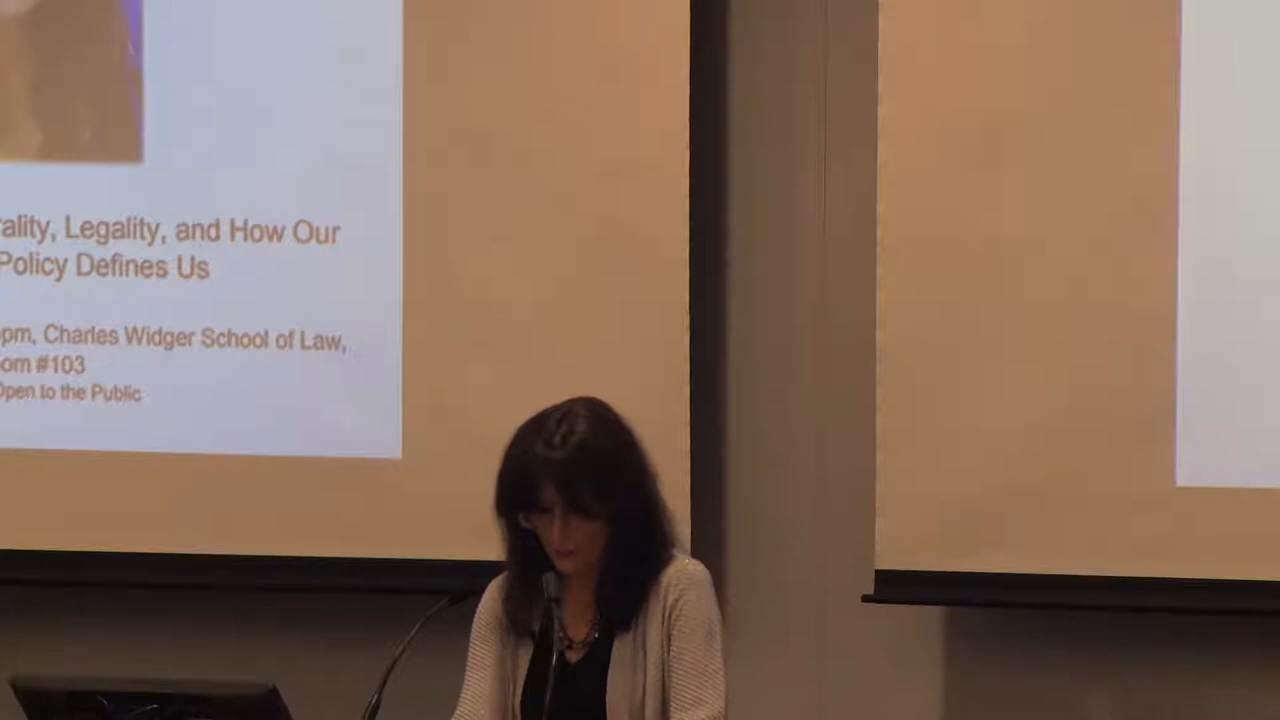 ality, Legality, and How Our
Policy Defines Us
pm, Charles Widger School of Law,
om #103
Open to the Public